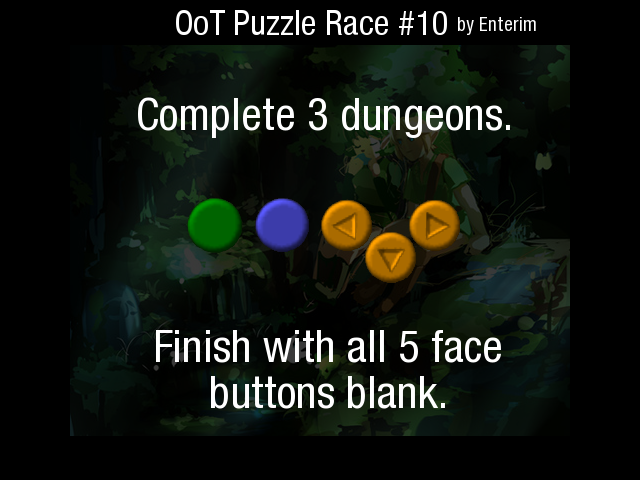 OoT Puzzle Race #10 by Enterim
Complete 3 dungeons.
Finish with all 5 face
buttons blank.